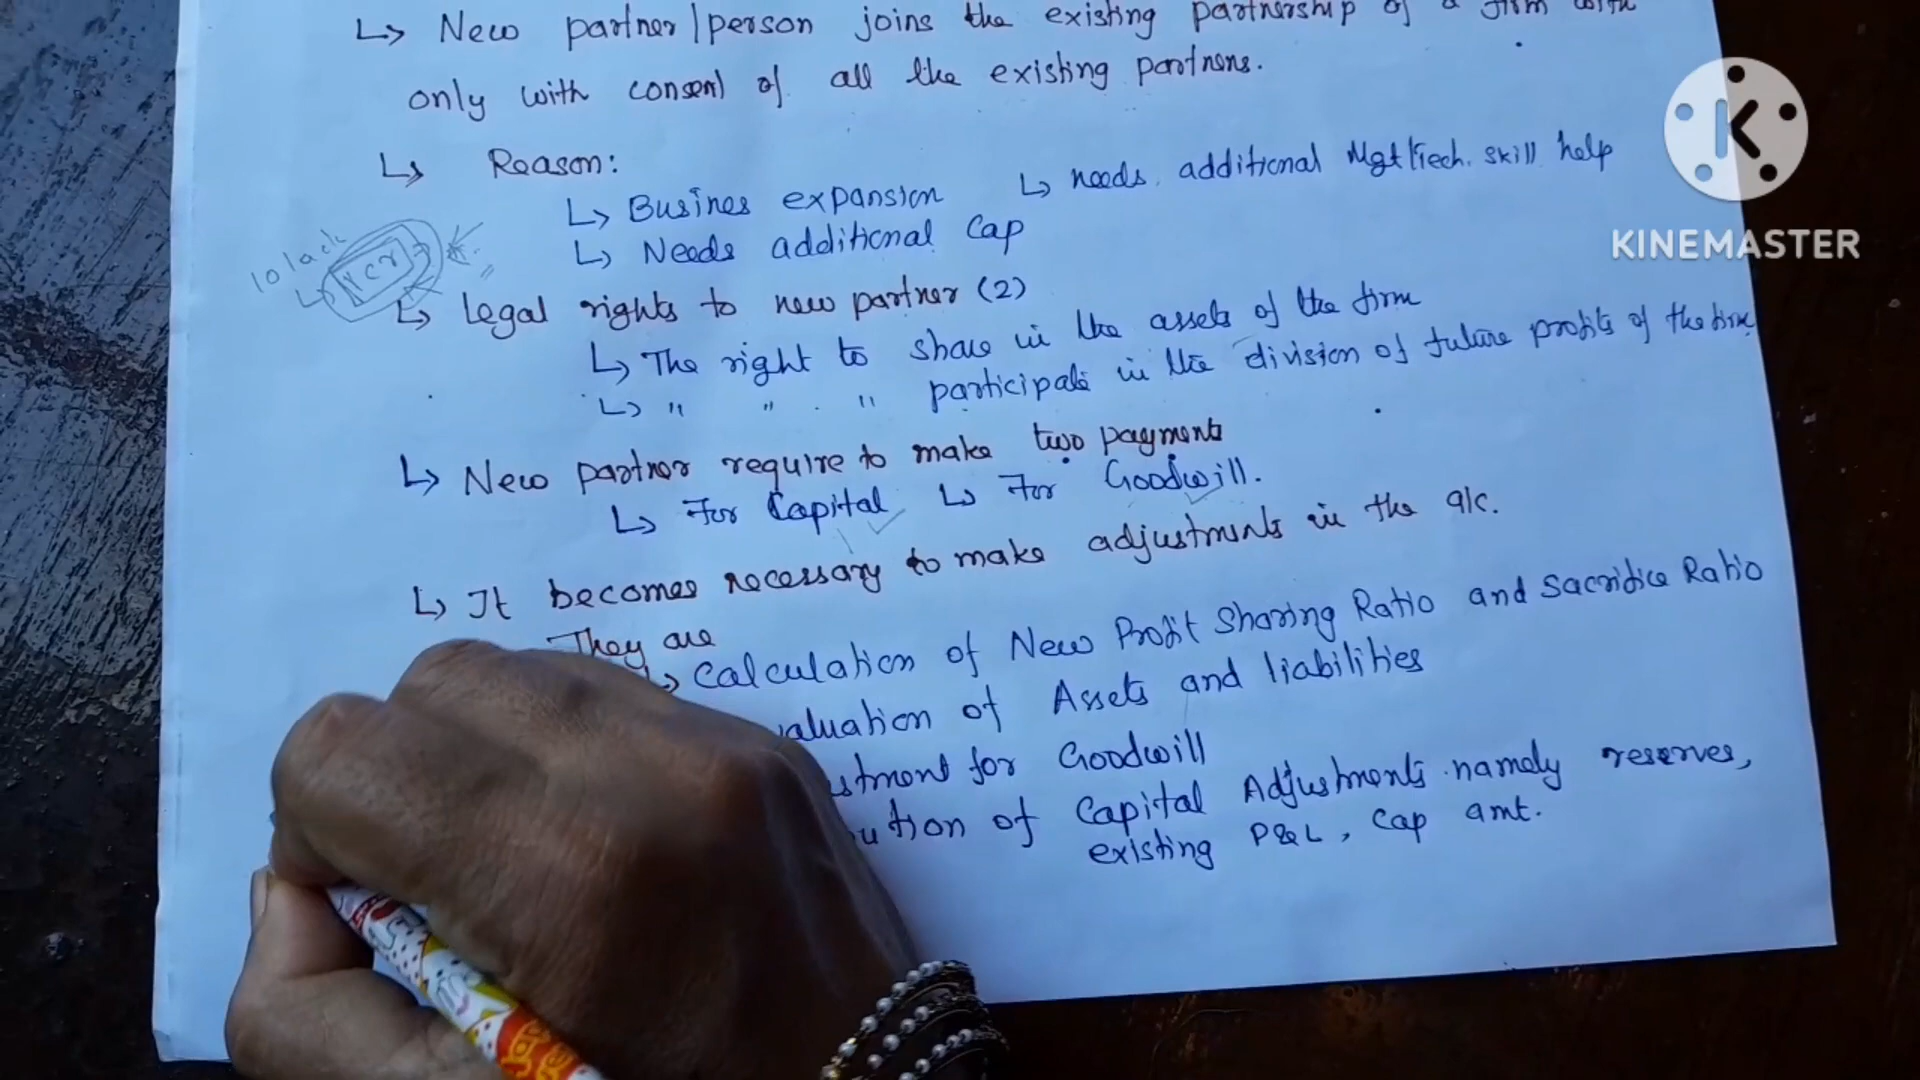 ↳ New partner/person joins the existing partnership of a firm with
only with consent of all the existing partners.
↳ Reason:
↳ Busines expansion ↳ needs additional Mgt/Tech. skill help
↳ Needs additional Cap
10 lack
1 cr
↳ Legal rights to new partner (2)
↳ The right to share in the assets of the firm
↳ " " " participate in the division of future profits of the firm
↳ New partner require to make two payments
↳ For Capital ↳ For Goodwill.
↳ It becomes necessary to make adjustments in the a/c.
They are
↳ Calculation of New Profit Sharing Ratio and Sacrifice Ratio
aluation of Assets and liabilities
ustment for Goodwill
ution of Capital Adjustments namely reserves,
existing P&L, Cap amt.
KINEMASTER